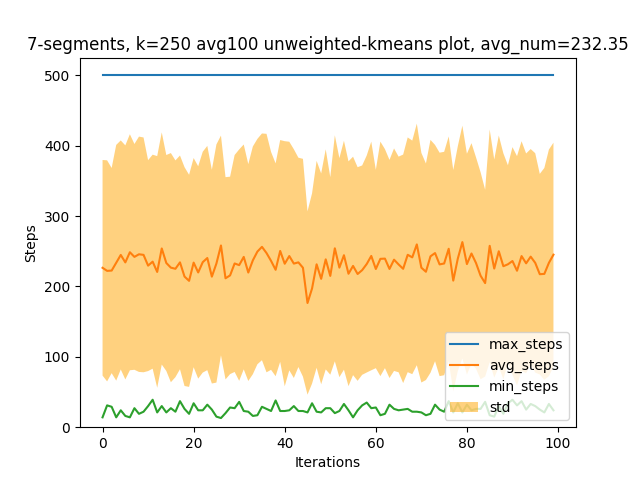 7-segments, k=250 avg100 unweighted-kmeans plot, avg_num=232.35
500
400
300
200
100
0
Steps
max_steps
avg_steps
min_steps
std
0
20
40
60
80
100
Iterations